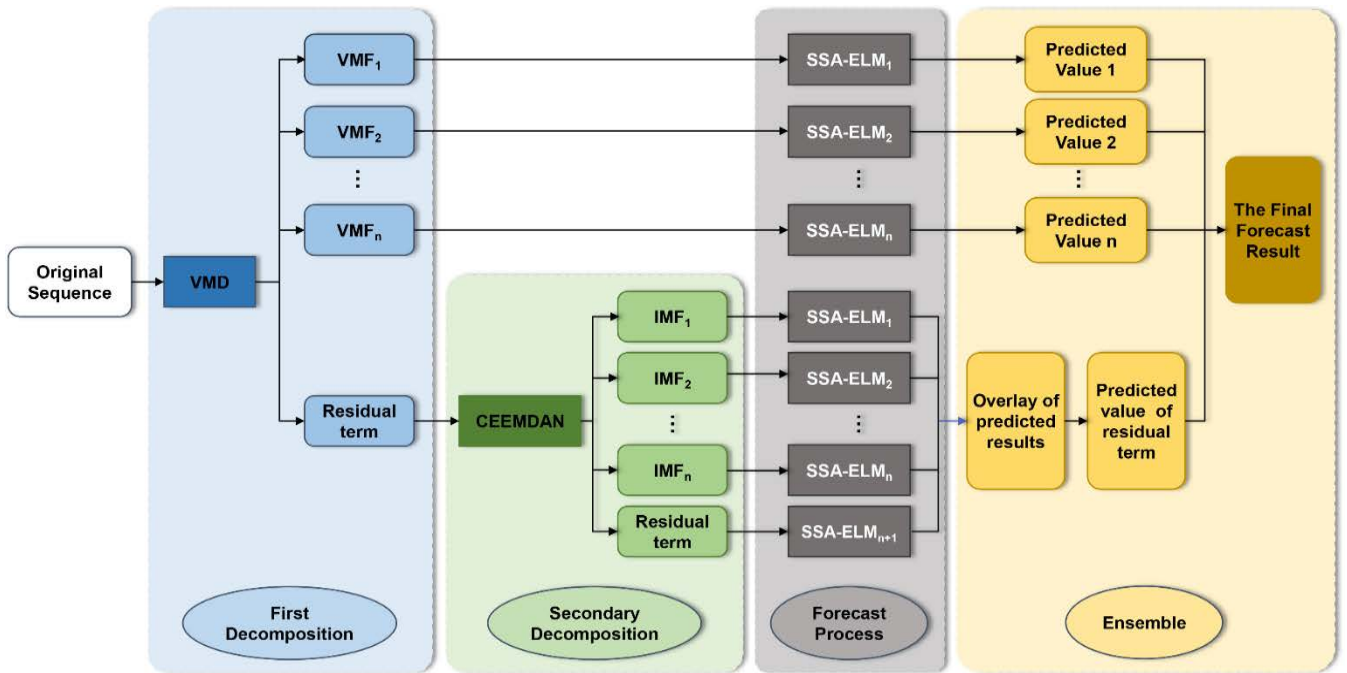 Original
Sequence
VMD
VMF₁
VMF₂
⋮
VMFₙ
Residual
term
First
Decomposition
CEEMDAN
IMF₁
IMF₂
⋮
IMFₙ
Residual
term
Secondary
Decomposition
SSA-ELM₁
SSA-ELM₂
⋮
SSA-ELMₙ
SSA-ELM₁
SSA-ELM₂
⋮
SSA-ELMₙ
SSA-ELMₙ₊₁
Forecast
Process
Predicted
Value 1
Predicted
Value 2
⋮
Predicted
Value n
Overlay of
predicted
results
Predicted
value of
residual
term
The Final
Forecast
Result
Ensemble